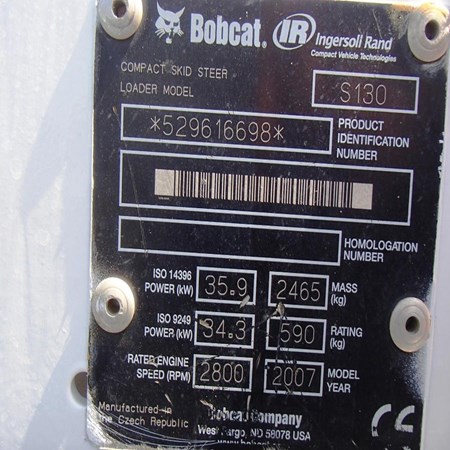 Bobcat. IR Ingersoll Rand
Compact Vehicle Technologies
COMPACT SKID STEER
LOADER MODEL S130
*529616698* PRODUCT IDENTIFICATION NUMBER
HOMOLOGATION NUMBER
ISO 14396 POWER (kW) 35.9 2465 MASS (kg)
ISO 9249 POWER (kW) 34.3 590 RATING (kg)
RATED ENGINE SPEED (RPM) 2800 2007 MODEL YEAR
Manufactured in
the Czech Republic
Bobcat Company
West Fargo, ND 58078 USA
CE